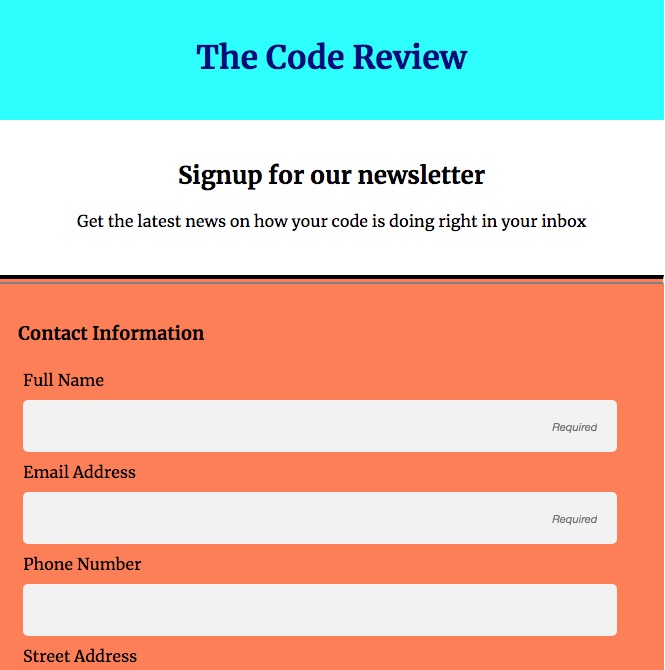 The Code Review
Signup for our newsletter
Get the latest news on how your code is doing right in your inbox
Contact Information
Full Name
Required
Email Address
Required
Phone Number
Street Address